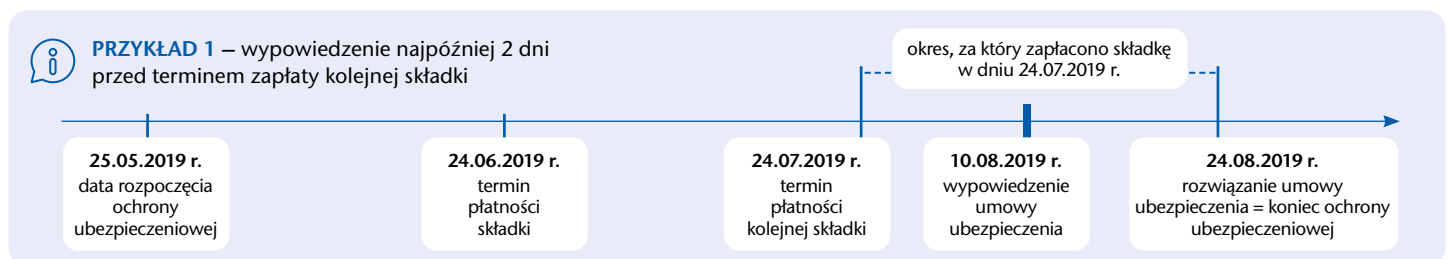 PRZYKŁAD 1 – wypowiedzenie najpóźniej 2 dni
przed terminem zapłaty kolejnej składki
okres, za który zapłacono składkę
w dniu 24.07.2019 r.
25.05.2019 r.
data rozpoczęcia
ochrony
ubezpieczeniowej
24.06.2019 r.
termin
płatności
składki
24.07.2019 r.
termin
płatności
kolejnej składki
10.08.2019 r.
wypowiedzenie
umowy
ubezpieczenia
24.08.2019 r.
rozwiązanie umowy
ubezpieczenia = koniec ochrony
ubezpieczeniowej